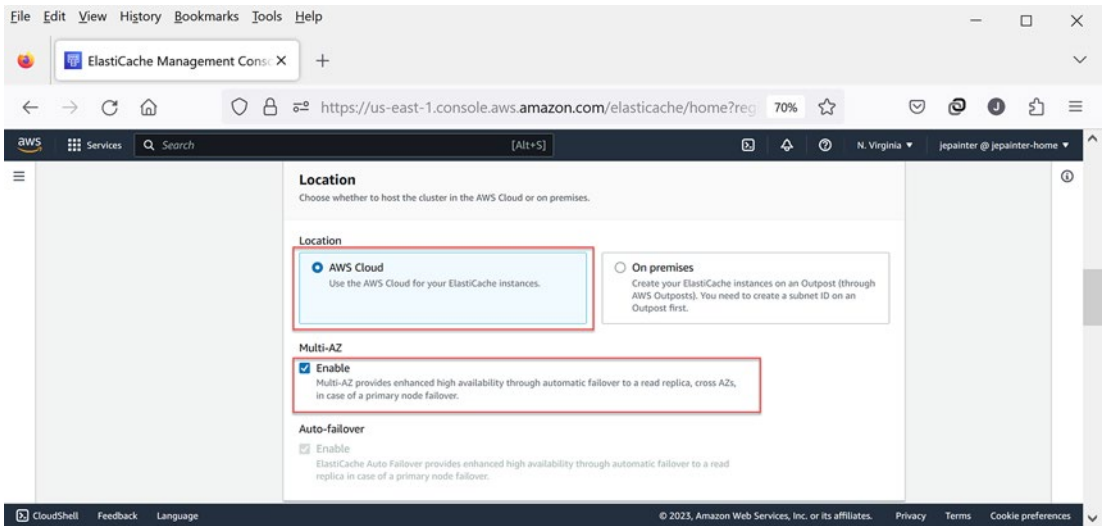 File Edit View History Bookmarks Tools Help
ElastiCache Management Consc
https://us-east-1.console.aws.amazon.com/elasticache/home?reg 70%
aws Services Search [Alt+S] N. Virginia jepainter @ jepainter-home
Location
Choose whether to host the cluster in the AWS Cloud or on premises.
Location
AWS Cloud
Use the AWS Cloud for your ElastiCache instances.
On premises
Create your ElastiCache instances on an Outpost (through
AWS Outposts). You need to create a subnet ID on an
Outpost first.
Multi-AZ
Enable
Multi-AZ provides enhanced high availability through automatic failover to a read replica, cross AZs,
in case of a primary node failover.
Auto-failover
Enable
ElastiCache Auto Failover provides enhanced high availability through automatic failover to a read
replica in case of a primary node failover.
CloudShell Feedback Language © 2023, Amazon Web Services, Inc. or its affiliates. Privacy Terms Cookie preferences